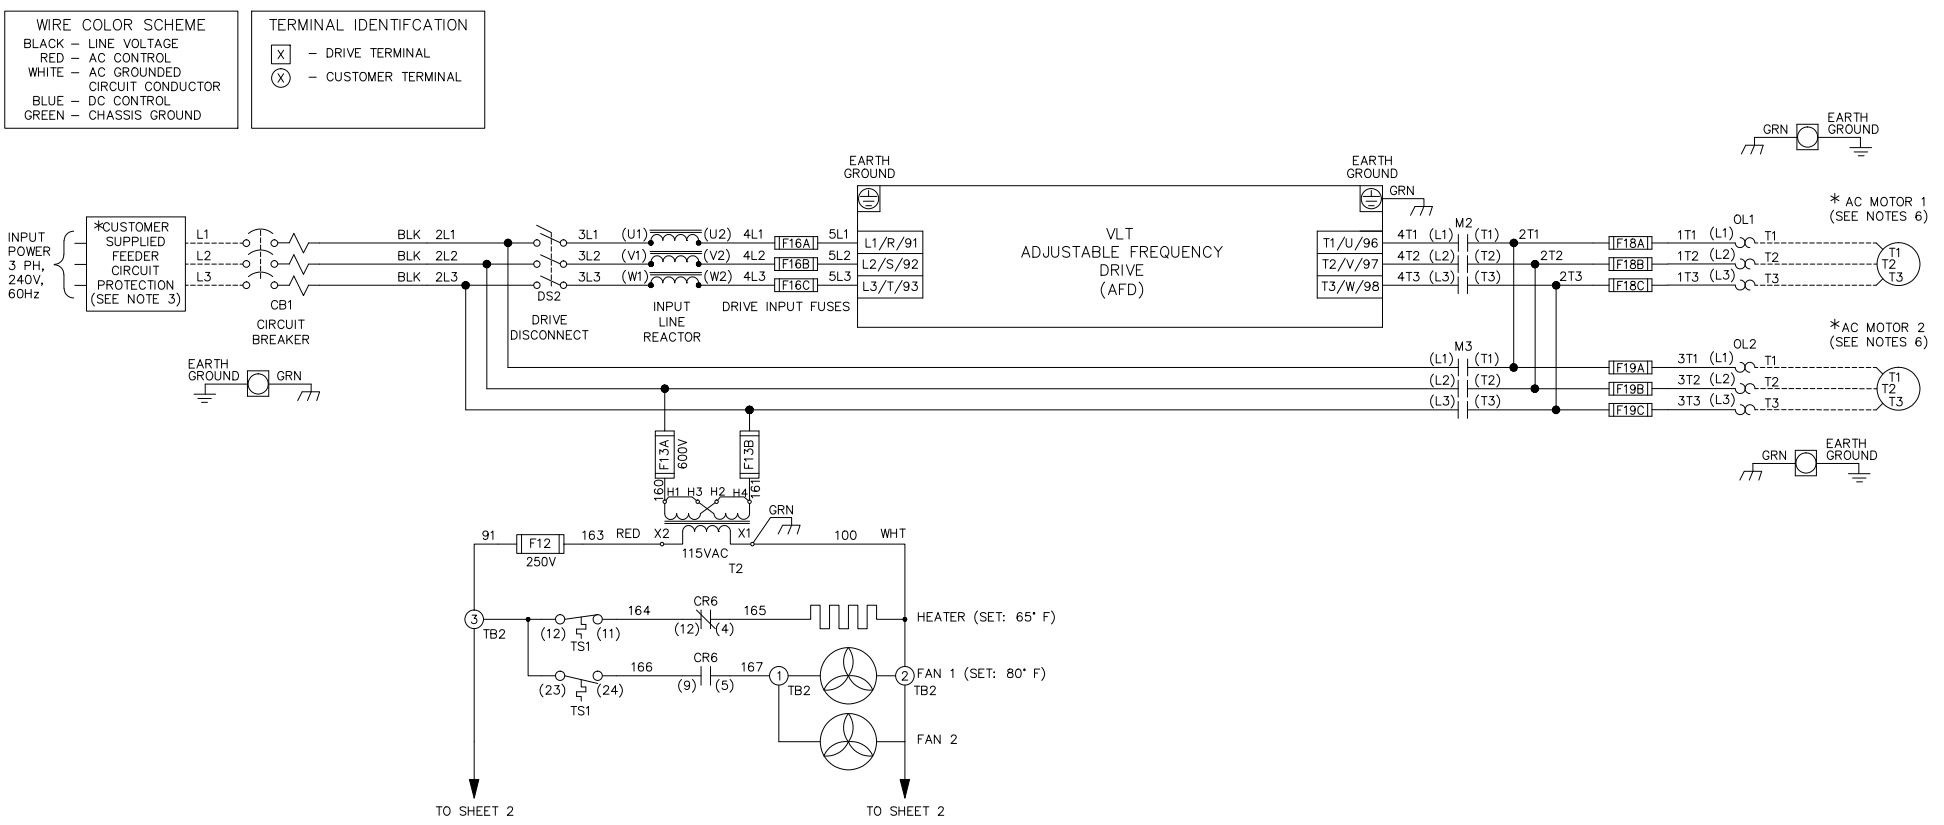 WIRE COLOR SCHEME
BLACK – LINE VOLTAGE
RED – AC CONTROL
WHITE – AC GROUNDED
CIRCUIT CONDUCTOR
BLUE – DC CONTROL
GREEN – CHASSIS GROUND
TERMINAL IDENTIFCATION
X – DRIVE TERMINAL
X – CUSTOMER TERMINAL
GRN
EARTH
GROUND
EARTH
GROUND
EARTH
GROUND
GRN
INPUT
POWER
3 PH,
240V,
60Hz
*CUSTOMER
SUPPLIED
FEEDER
CIRCUIT
PROTECTION
(SEE NOTE 3)
L1
L2
L3
CB1
CIRCUIT
BREAKER
BLK 2L1
BLK 2L2
BLK 2L3
DS2
DRIVE
DISCONNECT
3L1 (U1) (U2) 4L1 F16A 5L1 L1/R/91
3L2 (V1) (V2) 4L2 F16B 5L2 L2/S/92
3L3 (W1) (W2) 4L3 F16C 5L3 L3/T/93
INPUT
LINE
REACTOR
DRIVE INPUT FUSES
VLT
ADJUSTABLE FREQUENCY
DRIVE
(AFD)
M2
T1/U/96 4T1 (L1) (T1) 2T1 F18A 1T1 (L1) T1
T2/V/97 4T2 (L2) (T2) 2T2 F18B 1T2 (L2) T2
T3/W/98 4T3 (L3) (T3) 2T3 F18C 1T3 (L3) T3
OL1
* AC MOTOR 1
(SEE NOTES 6)
T1
T2
T3
EARTH
GROUND
GRN
M3
(L1) (T1) F19A 3T1 (L1) T1
(L2) (T2) F19B 3T2 (L2) T2
(L3) (T3) F19C 3T3 (L3) T3
OL2
*AC MOTOR 2
(SEE NOTES 6)
T1
T2
T3
GRN
EARTH
GROUND
F13A
600V
F13B
160
161
H1 H3 H2 H4
GRN
91 F12 163 RED X2 X1 100 WHT
250V
115VAC
T2
3
TB2
164 CR6 165
(12) (11) (12) (4)
TS1
HEATER (SET: 65° F)
166 CR6 167
(23) (24) (9) (5)
TS1
1
TB2
2
TB2
FAN 1 (SET: 80° F)
FAN 2
TO SHEET 2
TO SHEET 2